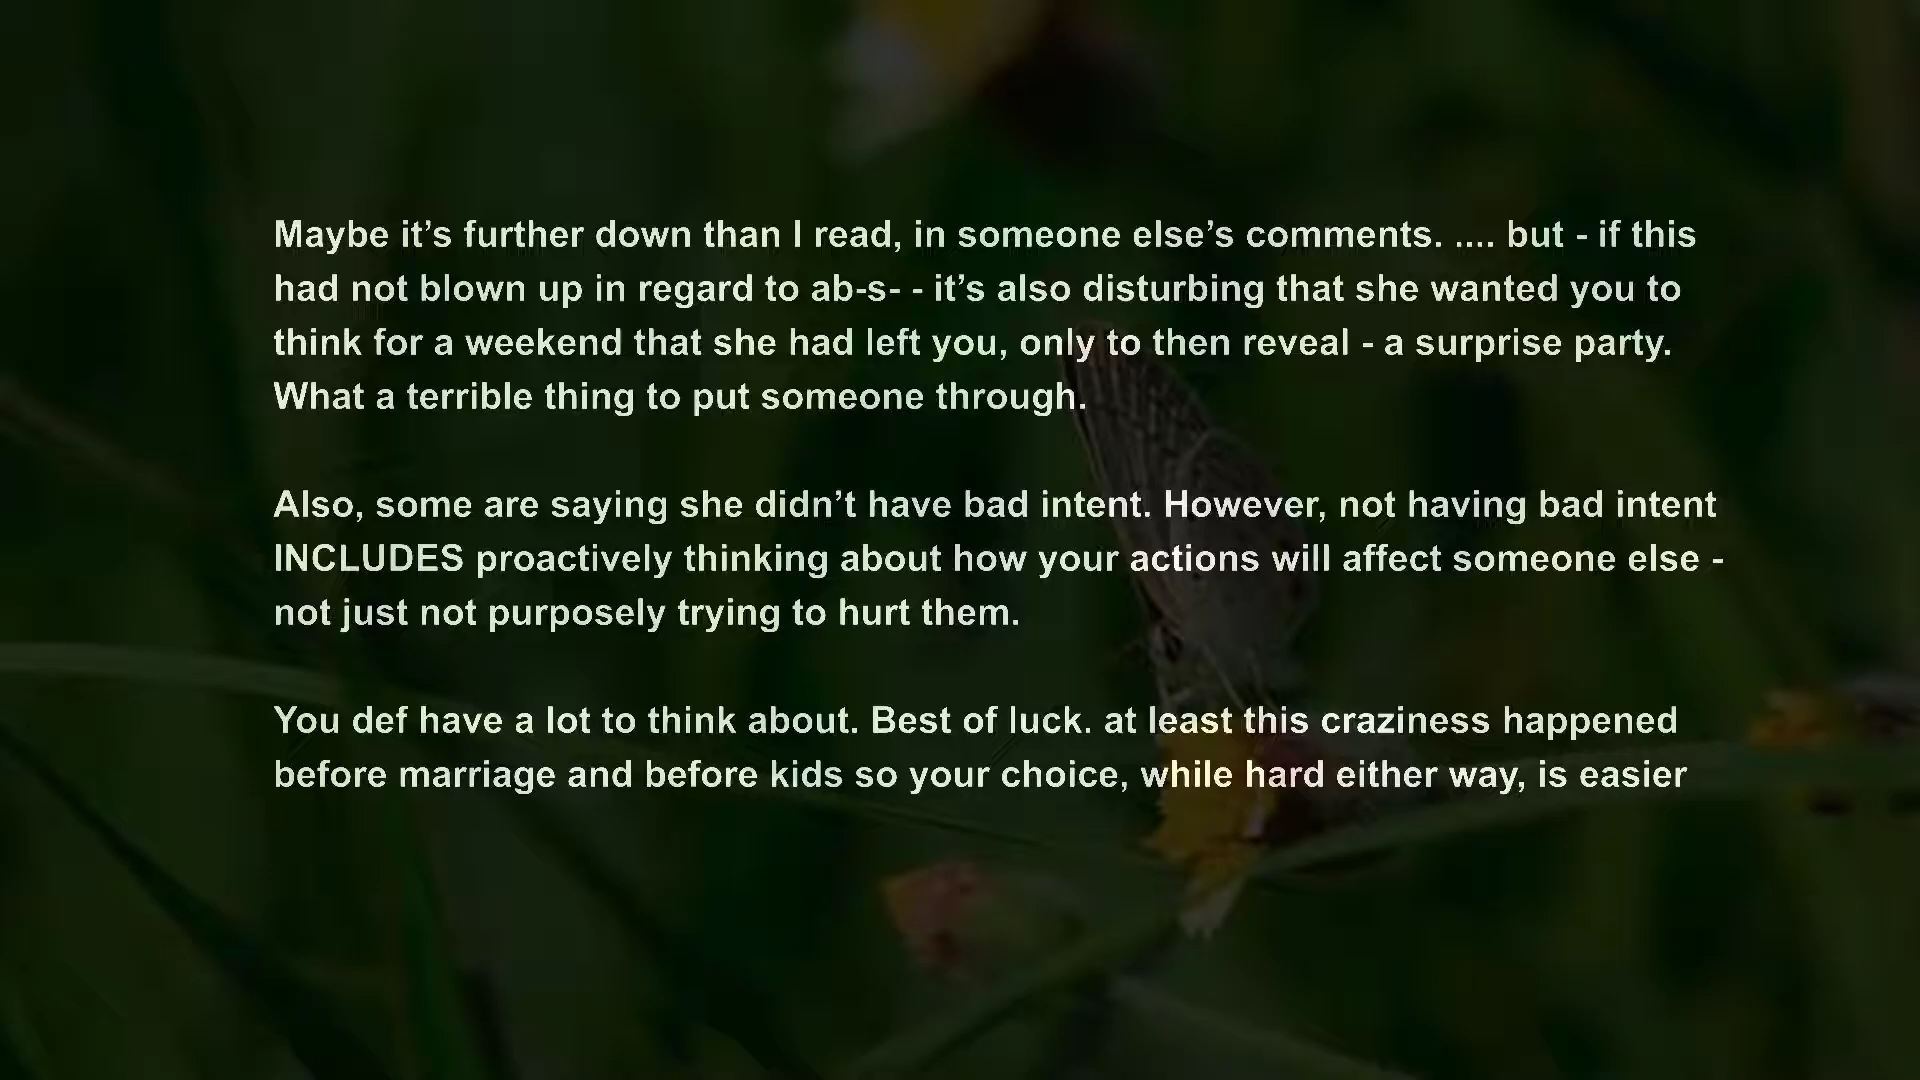 Maybe it’s further down than I read, in someone else’s comments. .... but - if this
had not blown up in regard to ab-s- - it’s also disturbing that she wanted you to
think for a weekend that she had left you, only to then reveal - a surprise party.
What a terrible thing to put someone through.
Also, some are saying she didn’t have bad intent. However, not having bad intent
INCLUDES proactively thinking about how your actions will affect someone else -
not just not purposely trying to hurt them.
You def have a lot to think about. Best of luck. at least this craziness happened
before marriage and before kids so your choice, while hard either way, is easier